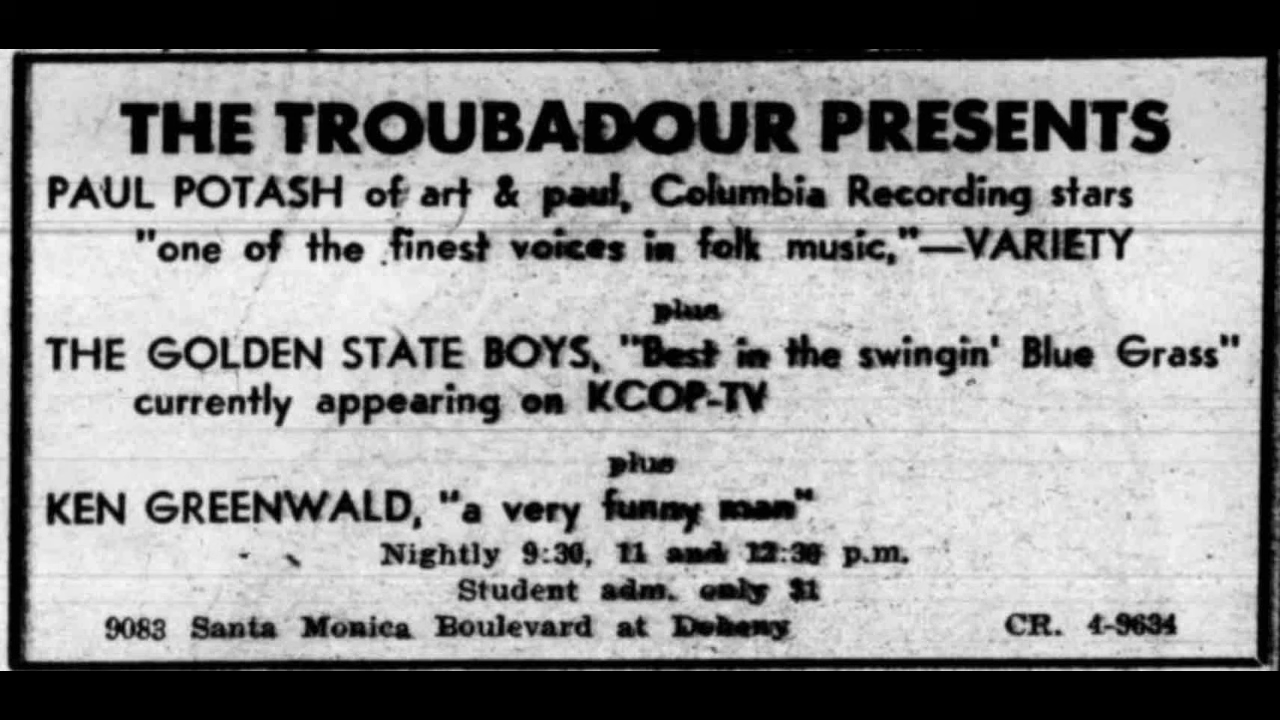 THE TROUBADOUR PRESENTS
PAUL POTASH of art & paul, Columbia Recording stars
"one of the finest voices in folk music,"—VARIETY
plus
THE GOLDEN STATE BOYS, "Best in the swingin' Blue Grass"
currently appearing on KCOP-TV
plus
KEN GREENWALD, "a very funny man"
Nightly 9:30, 11 and 12:30 p.m.
Student adm. only $1
9083 Santa Monica Boulevard at Doheny CR. 4-9634